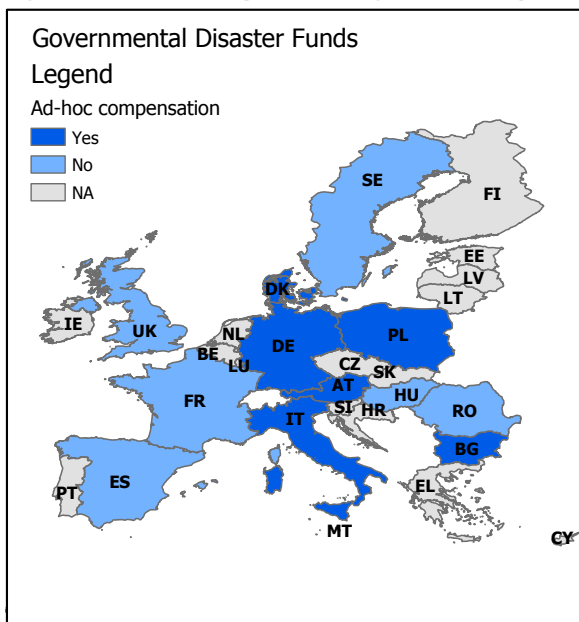 Governmental Disaster Funds
Legend
Ad-hoc compensation
Yes
No
NA
SE
FI
EE
LV
LT
DK
IE
UK
NL
BE
LU
DE
PL
CZ
SK
AT
HU
SI
HR
RO
FR
IT
BG
PT
ES
EL
MT
CY